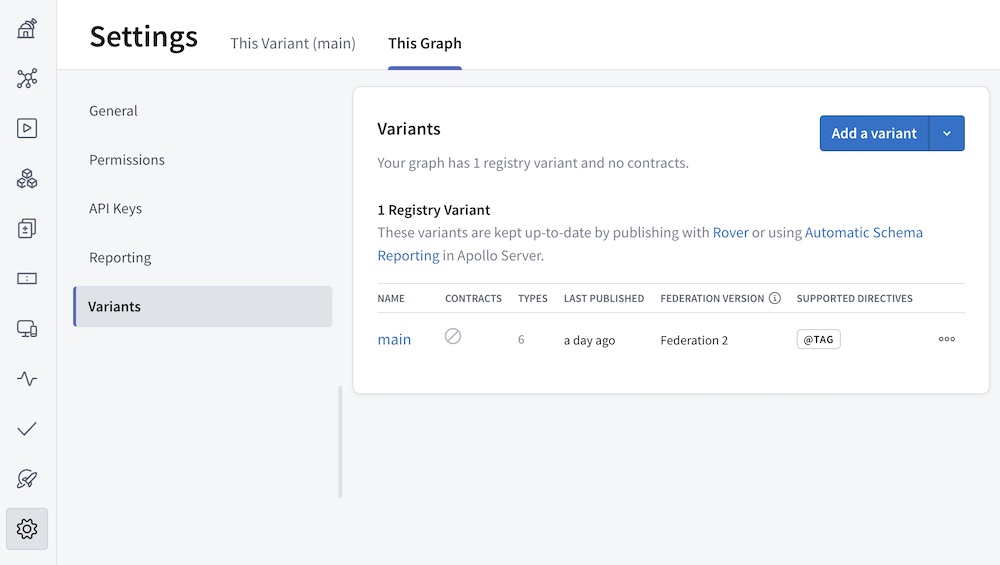 Settings
This Variant (main)
This Graph
General
Permissions
API Keys
Reporting
Variants
Variants
Add a variant
Your graph has 1 registry variant and no contracts.
1 Registry Variant
These variants are kept up-to-date by publishing with Rover or using Automatic Schema
Reporting in Apollo Server.
NAME CONTRACTS TYPES LAST PUBLISHED FEDERATION VERSION SUPPORTED DIRECTIVES
main 6 a day ago Federation 2 @TAG